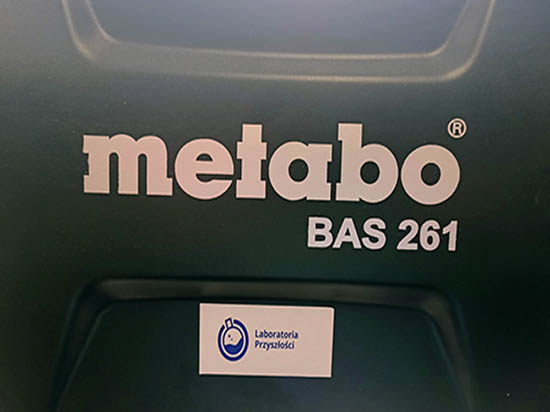 metabo®
BAS 261
Laboratoria
Przyszłości